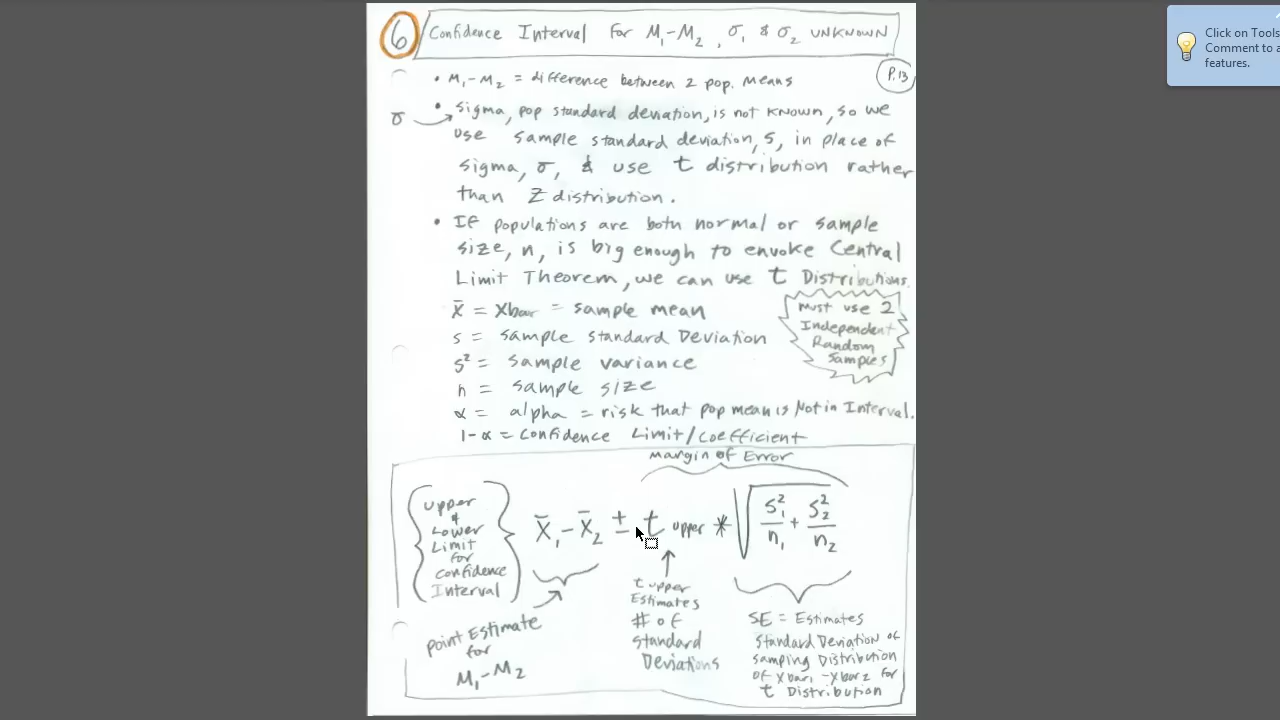 6 Confidence Interval For M₁-M₂, σ₁ & σ₂ UNKNOWN
P.13
• M₁-M₂ = difference between 2 pop. Means
σ • Sigma, pop standard deviation, is not KNOWN, so we
use sample standard deviation, s, in place of
sigma, σ, & use t distribution rather
than Z distribution.
• If populations are both normal or sample
size, n, is big enough to envoke Central
Limit Theorem, we can use t Distributions.
x̄ = Xbar = sample mean
s = sample standard Deviation
s² = sample variance
n = sample size
α = alpha = risk that pop mean is Not in Interval.
1-α = Confidence Limit/Coefficient
Must use 2
Independent
Random
Samples
Margin of Error
Upper
&
Lower
Limit
for
Confidence
Interval
X̄₁ - X̄₂ ± t upper * √(S₁²/n₁ + S₂²/n₂)
Point Estimate
for
M₁-M₂
t upper
Estimates
# of
Standard
Deviations
SE = Estimates
Standard Deviation of
Sampling Distribution
of Xbar1 - Xbar2 for
t Distribution
Click on Tools
Comment to a
features.